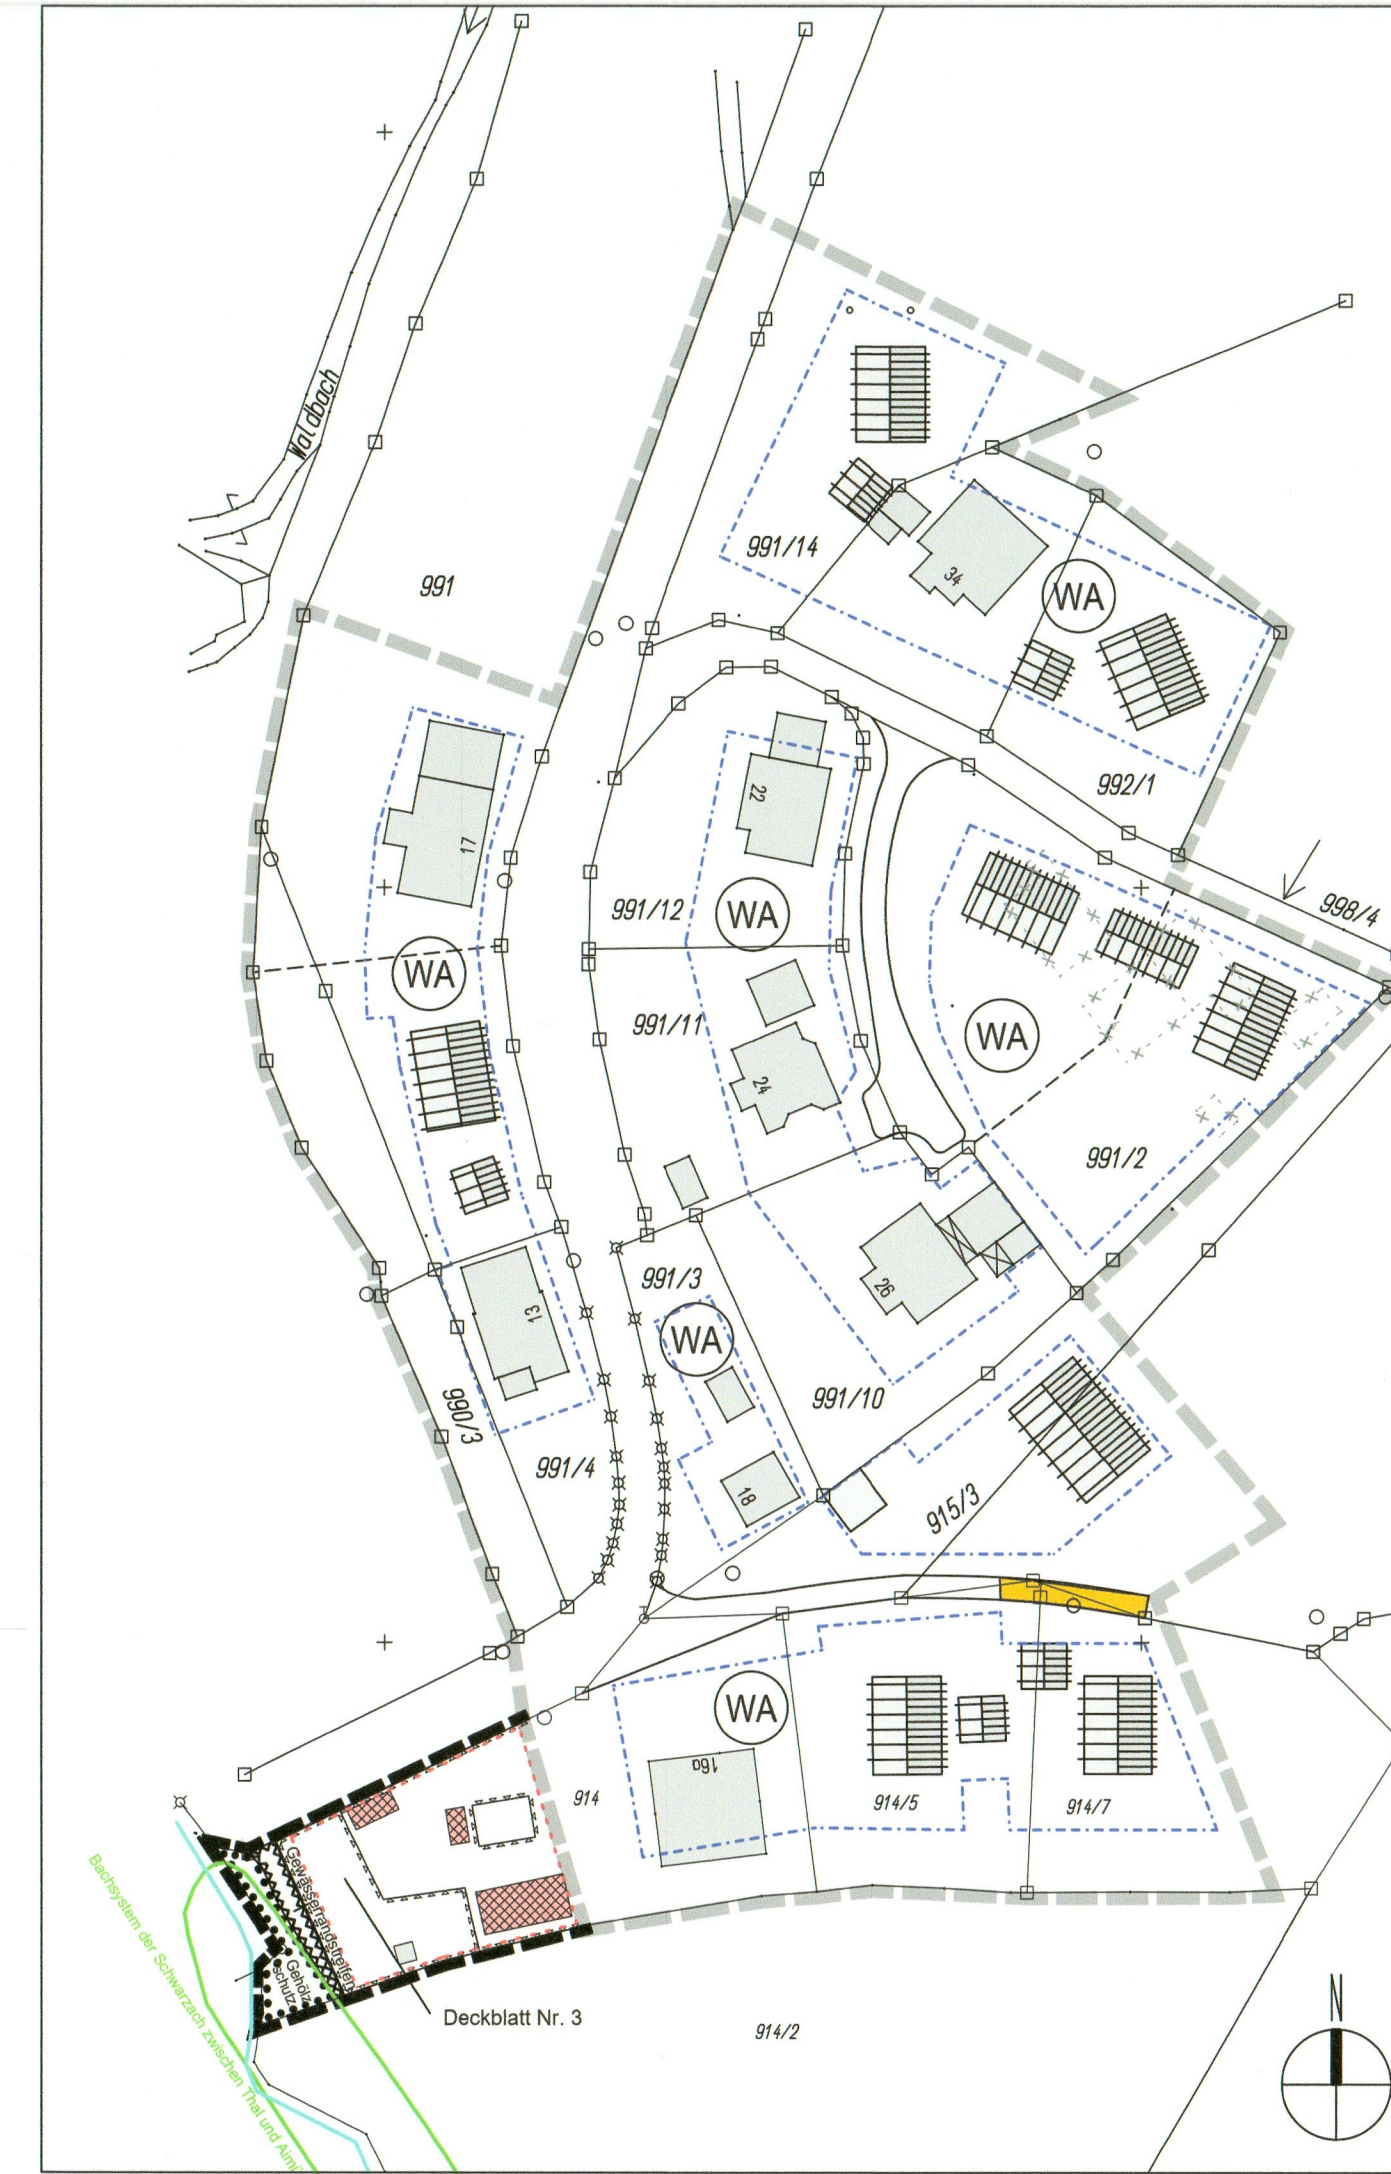 Waldbach
991
991/14
34
WA
992/1
998/4
22
17
991/12
WA
WA
991/11
WA
24
991/2
26
991/3
13
WA
990/3
991/10
991/4
18
915/3
WA
16a
914
914/5
914/7
Gewässerrandstreifen
Gehölz
schutz
Bachsystem der Schwarzach zwischen Thal und
Deckblatt Nr. 3
914/2
N